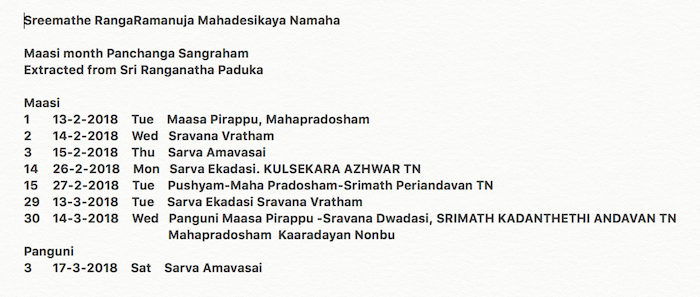 Sreemathe RangaRamanuja Mahadesikaya Namaha
Maasi month Panchanga Sangraham
Extracted from Sri Ranganatha Paduka
Maasi
1 13-2-2018 Tue Maasa Pirappu, Mahapradosham
2 14-2-2018 Wed Sravana Vratham
3 15-2-2018 Thu Sarva Amavasai
14 26-2-2018 Mon Sarva Ekadasi. KULSEKARA AZHWAR TN
15 27-2-2018 Tue Pushyam-Maha Pradosham-Srimath Periandavan TN
29 13-3-2018 Tue Sarva Ekadasi Sravana Vratham
30 14-3-2018 Wed Panguni Maasa Pirappu -Sravana Dwadasi, SRIMATH KADANTHETHI ANDAVAN TN
Mahapradosham Kaaradayan Nonbu
Panguni
3 17-3-2018 Sat Sarva Amavasai